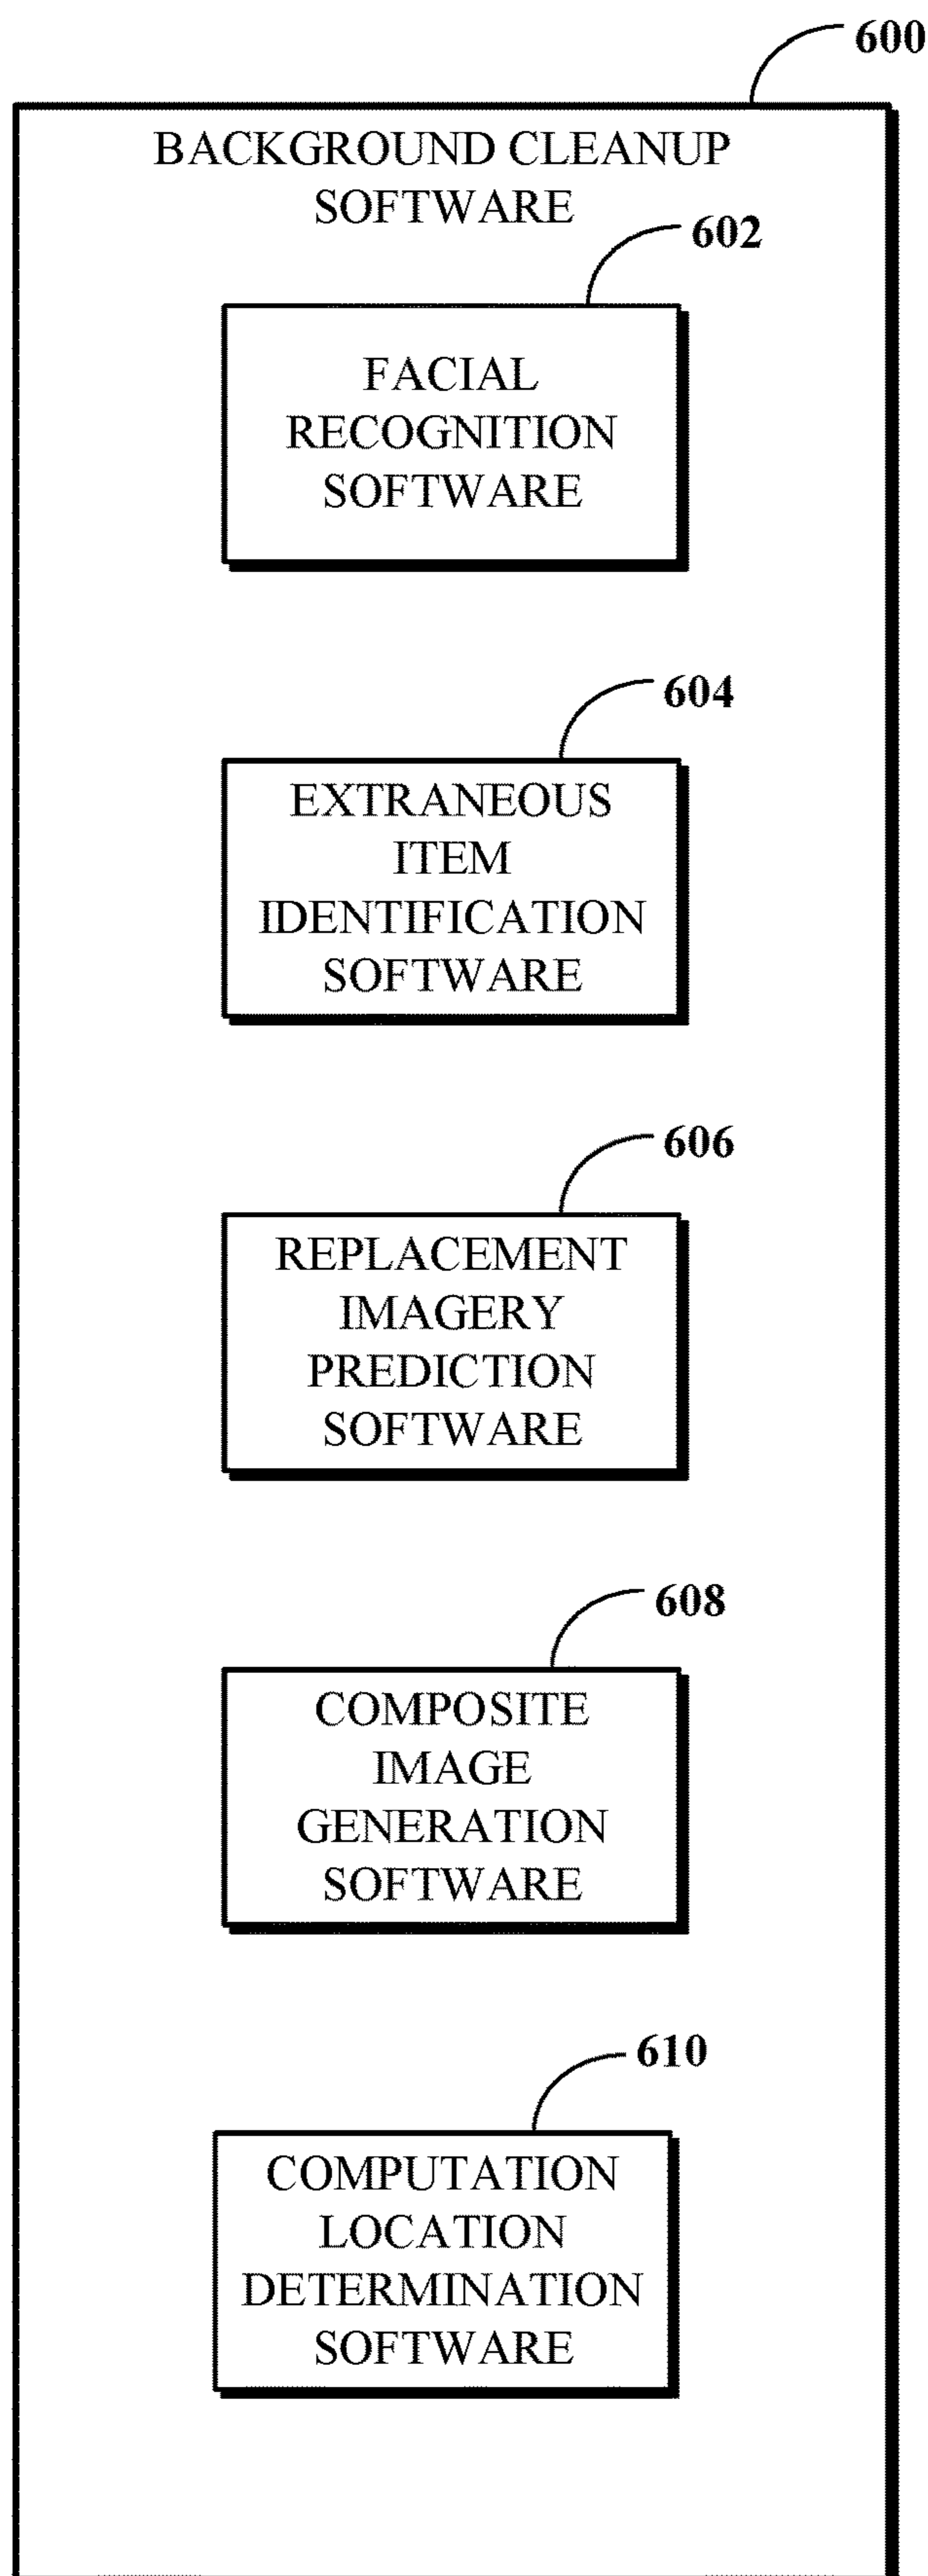 600
BACKGROUND CLEANUP
SOFTWARE
602
FACIAL
RECOGNITION
SOFTWARE
604
EXTRANEOUS
ITEM
IDENTIFICATION
SOFTWARE
606
REPLACEMENT
IMAGERY
PREDICTION
SOFTWARE
608
COMPOSITE
IMAGE
GENERATION
SOFTWARE
610
COMPUTATION
LOCATION
DETERMINATION
SOFTWARE